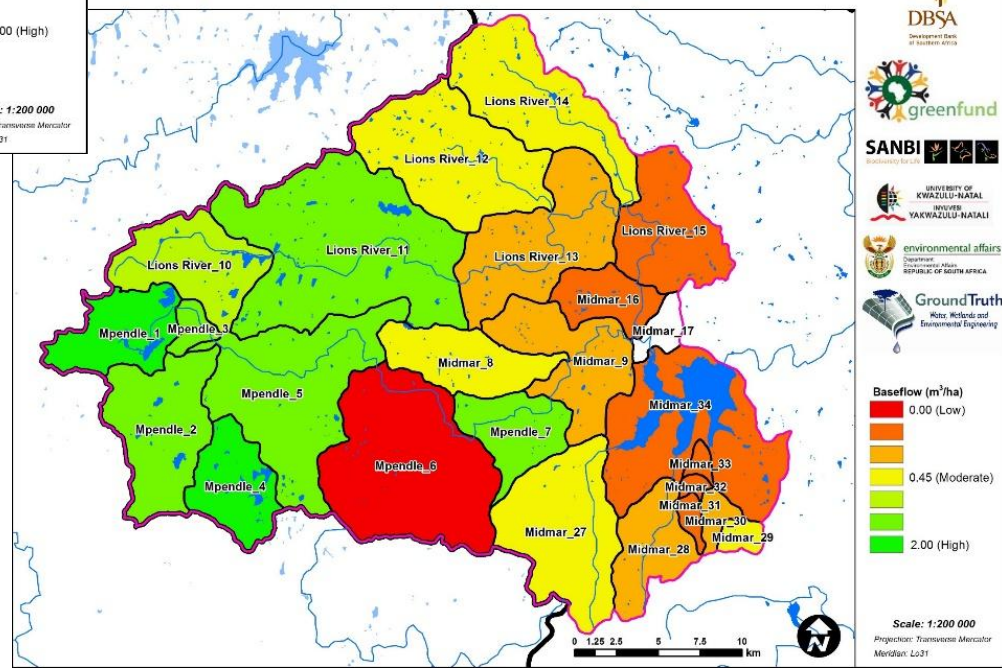 00 (High)
: 1:200 000
Transverse Mercator
31
DBSA
Development Bank
of Southern Africa
greenfund
SANBI
Biodiversity for Life
UNIVERSITY OF
KWAZULU-NATAL
INYUVESI
YAKWAZULU-NATALI
environmental affairs
Department:
Environmental Affairs
REPUBLIC OF SOUTH AFRICA
GroundTruth
Water, Wetlands and
Environmental Engineering
Lions River_14
Lions River_12
Lions River_15
Lions River_11
Lions River_13
Lions River_10
Midmar_16
Mpendle_1
Mpendle_3
Midmar_17
Midmar_8
Midmar_9
Mpendle_5
Midmar_34
Mpendle_2
Mpendle_7
Mpendle_6
Midmar_33
Mpendle_4
Midmar_32
Midmar_31
Midmar_30
Midmar_27
Midmar_29
Midmar_28
Baseflow (m³/ha)
0.00 (Low)
0.45 (Moderate)
2.00 (High)
0 1.25 2.5 5 7.5 10
km
N
Scale: 1:200 000
Projection: Transverse Mercator
Meridian: Lo31